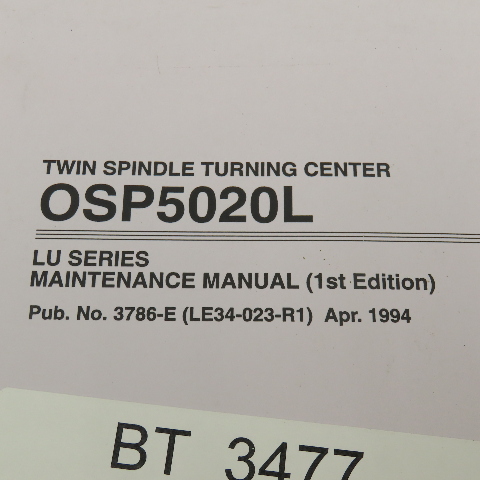 TWIN SPINDLE TURNING CENTER
OSP5020L
LU SERIES
MAINTENANCE MANUAL (1st Edition)
Pub. No. 3786-E (LE34-023-R1) Apr. 1994
BT 3477